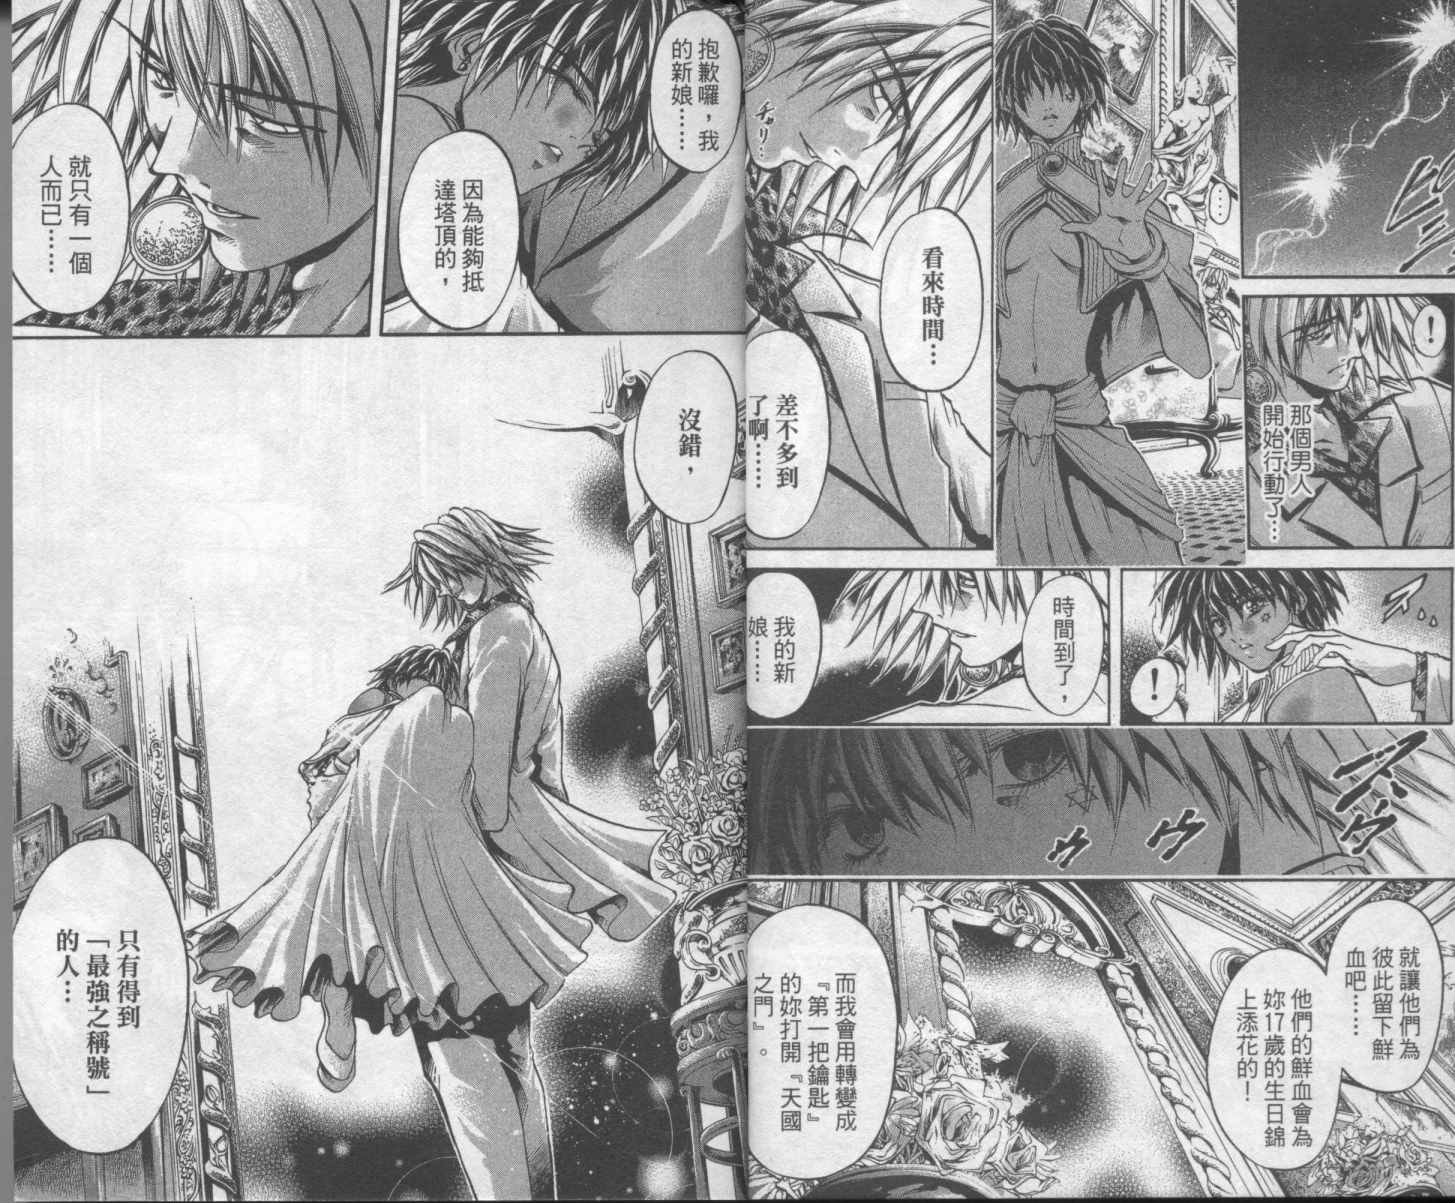 ！
那個男人
開始行動了…
‥‥
看來時間…
チリ…
差不多到
了啊……
！
時間到了，
我的新
娘……
就讓他們為
彼此留下鮮
血吧……
他們的鮮血會為
妳17歲的生日錦
上添花的！
而我會用轉變成
『第一把鑰匙』
的妳打開『天國
之門』。
抱歉囉，我
的新娘……
因為能夠抵
達塔頂的，
就只有一個
人而已……
沒錯，
只有得到
「最強之稱號」
的人…